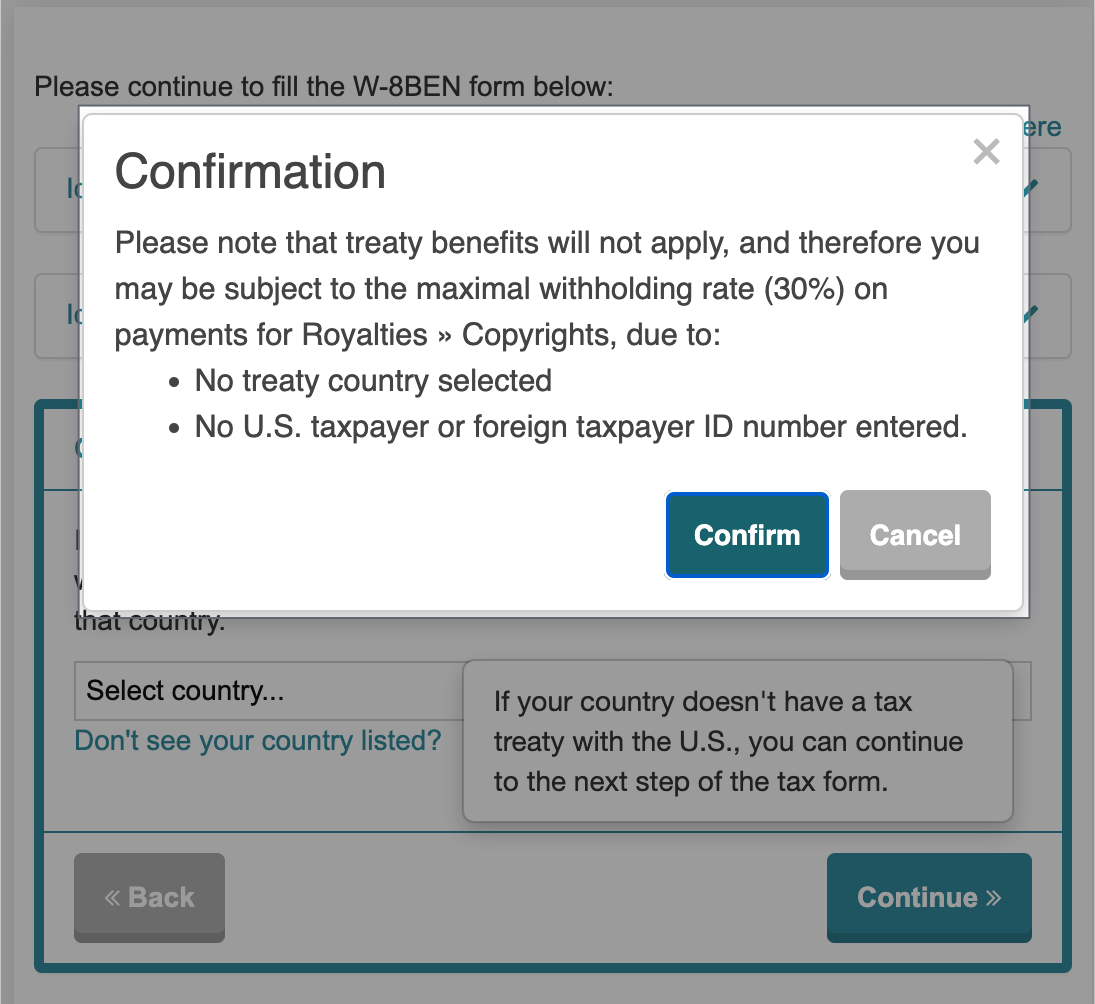 Please continue to fill the W-8BEN form below:
ere
Confirmation
×
Please note that treaty benefits will not apply, and therefore you
may be subject to the maximal withholding rate (30%) on
payments for Royalties » Copyrights, due to:
• No treaty country selected
• No U.S. taxpayer or foreign taxpayer ID number entered.
Confirm
Cancel
that country.
Select country...
Don't see your country listed?
If your country doesn't have a tax
treaty with the U.S., you can continue
to the next step of the tax form.
« Back
Continue »